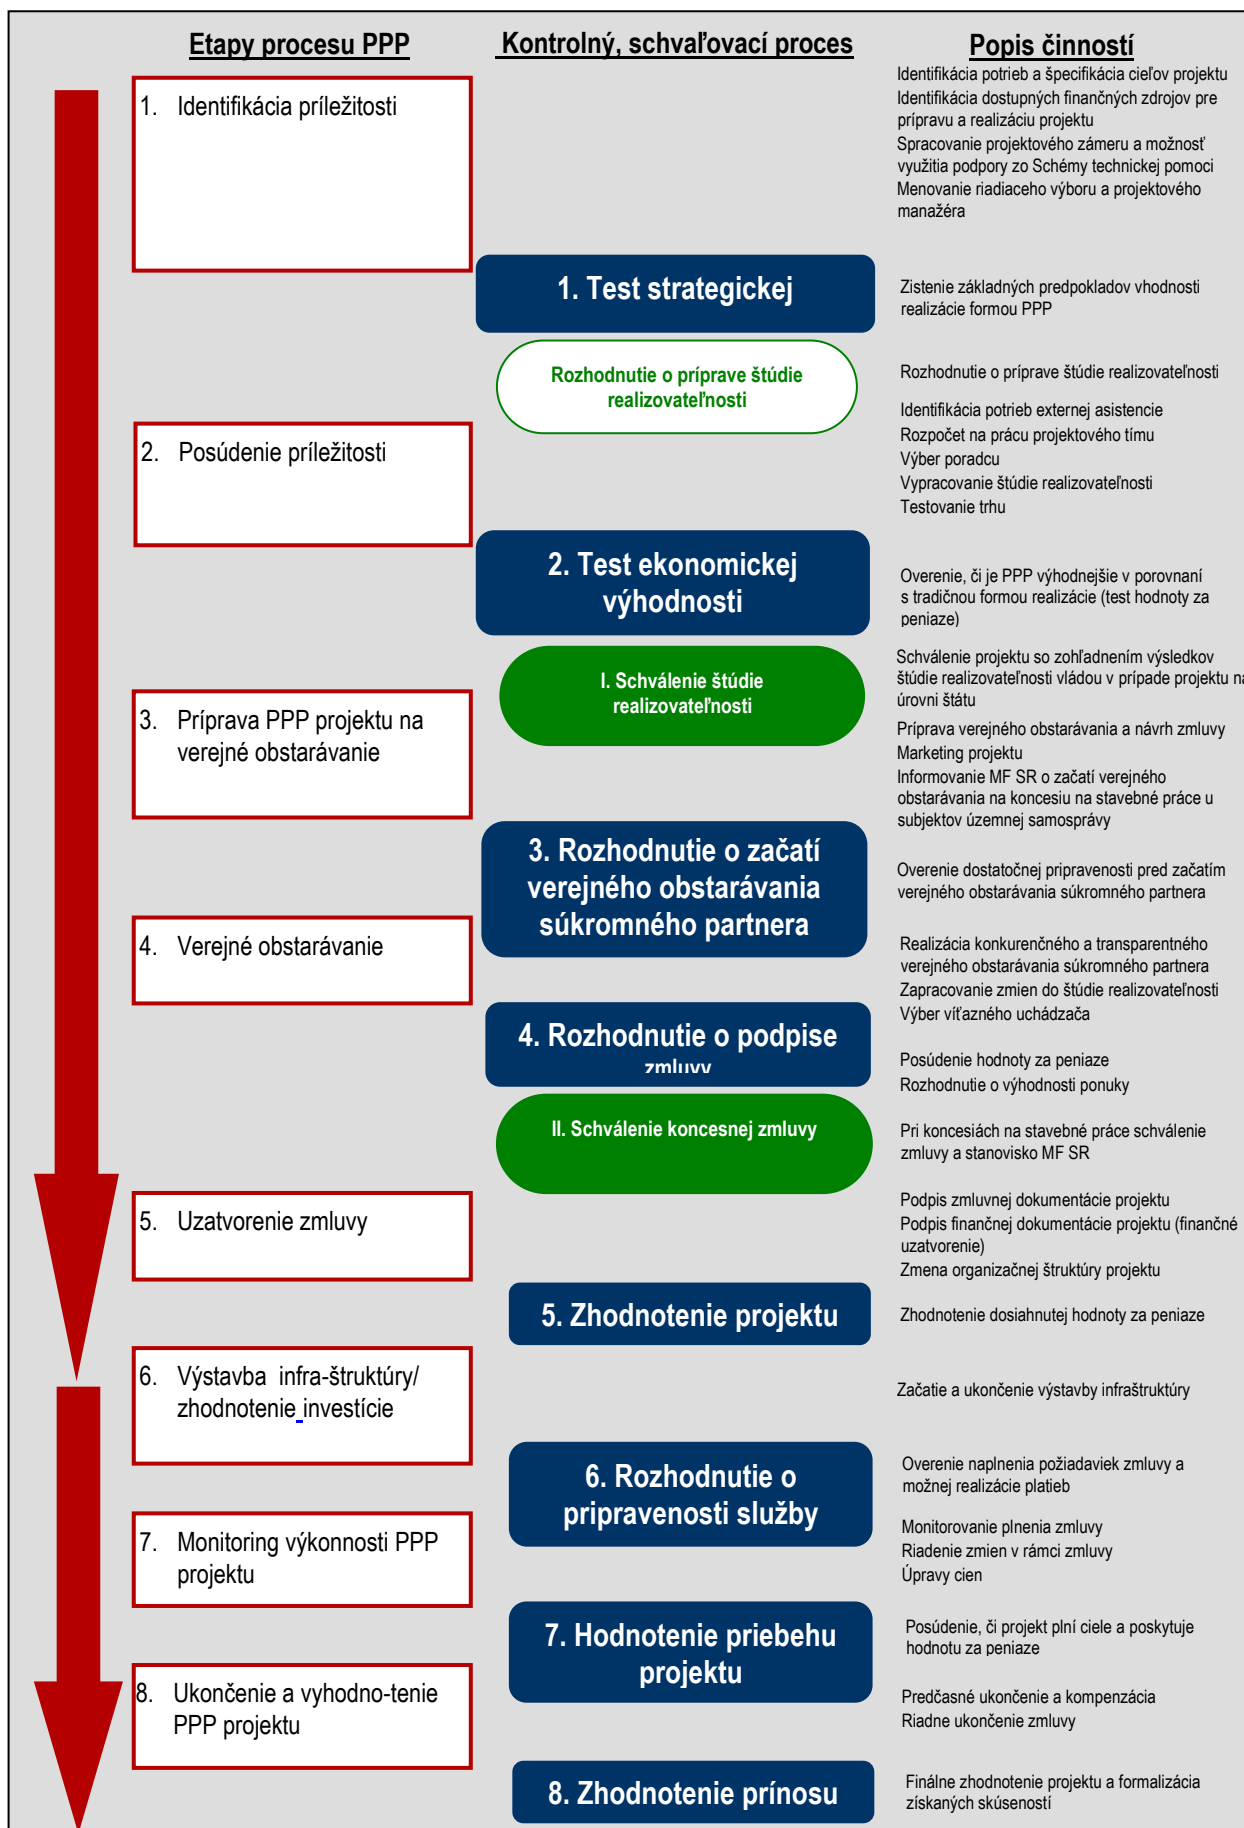 Etapy procesu PPP
Kontrolný, schvaľovací proces
Popis činností
1. Identifikácia príležitosti
Identifikácia potrieb a špecifikácia cieľov projektu
Identifikácia dostupných finančných zdrojov pre
prípravu a realizáciu projektu
Spracovanie projektového zámeru a možnosť
využitia podpory zo Schémy technickej pomoci
Menovanie riadiaceho výboru a projektového
manažéra
1. Test strategickej
Zistenie základných predpokladov vhodnosti
realizácie formou PPP
Rozhodnutie o príprave štúdie
realizovateľnosti
Rozhodnutie o príprave štúdie realizovateľnosti
2. Posúdenie príležitosti
Identifikácia potrieb externej asistencie
Rozpočet na prácu projektového tímu
Výber poradcu
Vypracovanie štúdie realizovateľnosti
Testovanie trhu
2. Test ekonomickej
výhodnosti
Overenie, či je PPP výhodnejšie v porovnaní
s tradičnou formou realizácie (test hodnoty za
peniaze)
I. Schválenie štúdie
realizovateľnosti
Schválenie projektu so zohľadnením výsledkov
štúdie realizovateľnosti vládou v prípade projektu na
úrovni štátu
3. Príprava PPP projektu na
verejné obstarávanie
Príprava verejného obstarávania a návrh zmluvy
Marketing projektu
Informovanie MF SR o začatí verejného
obstarávania na koncesiu na stavebné práce u
subjektov územnej samosprávy
3. Rozhodnutie o začatí
verejného obstarávania
súkromného partnera
Overenie dostatočnej pripravenosti pred začatím
verejného obstarávania súkromného partnera
4. Verejné obstarávanie
Realizácia konkurenčného a transparentného
verejného obstarávania súkromného partnera
Zapracovanie zmien do štúdie realizovateľnosti
Výber víťazného uchádzača
4. Rozhodnutie o podpise
zmluvy
Posúdenie hodnoty za peniaze
Rozhodnutie o výhodnosti ponuky
II. Schválenie koncesnej zmluvy
Pri koncesiách na stavebné práce schválenie
zmluvy a stanovisko MF SR
5. Uzatvorenie zmluvy
Podpis zmluvnej dokumentácie projektu
Podpis finančnej dokumentácie projektu (finančné
uzatvorenie)
Zmena organizačnej štruktúry projektu
5. Zhodnotenie projektu
Zhodnotenie dosiahnutej hodnoty za peniaze
6. Výstavba infra-štruktúry/
zhodnotenie investície
Začatie a ukončenie výstavby infraštruktúry
6. Rozhodnutie o
pripravenosti služby
Overenie naplnenia požiadaviek zmluvy a
možnej realizácie platieb
7. Monitoring výkonnosti PPP
projektu
Monitorovanie plnenia zmluvy
Riadenie zmien v rámci zmluvy
Úpravy cien
7. Hodnotenie priebehu
projektu
Posúdenie, či projekt plní ciele a poskytuje
hodnotu za peniaze
8. Ukončenie a vyhodno-tenie
PPP projektu
Predčasné ukončenie a kompenzácia
Riadne ukončenie zmluvy
8. Zhodnotenie prínosu
Finálne zhodnotenie projektu a formalizácia
získaných skúseností